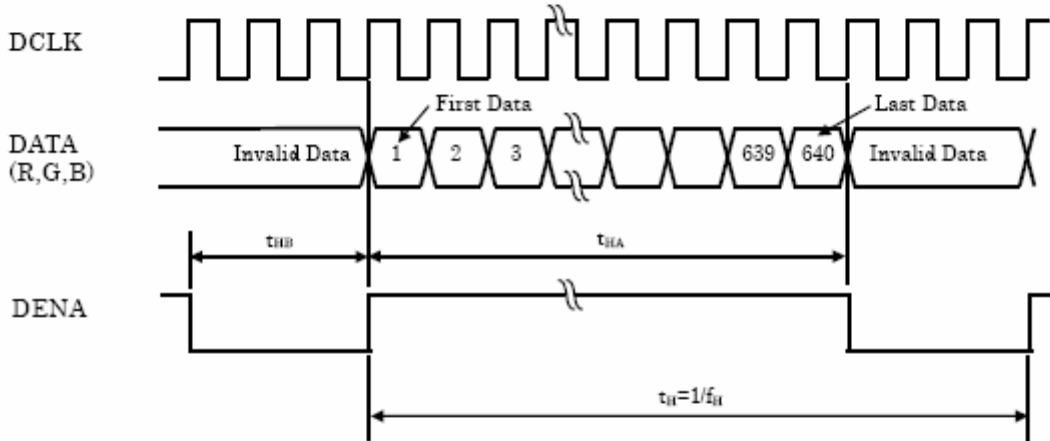 DCLK
First Data
Last Data
DATA
(R,G,B)
Invalid Data 1 2 3 639 640 Invalid Data
tHB
tHA
DENA
tH=1/fH